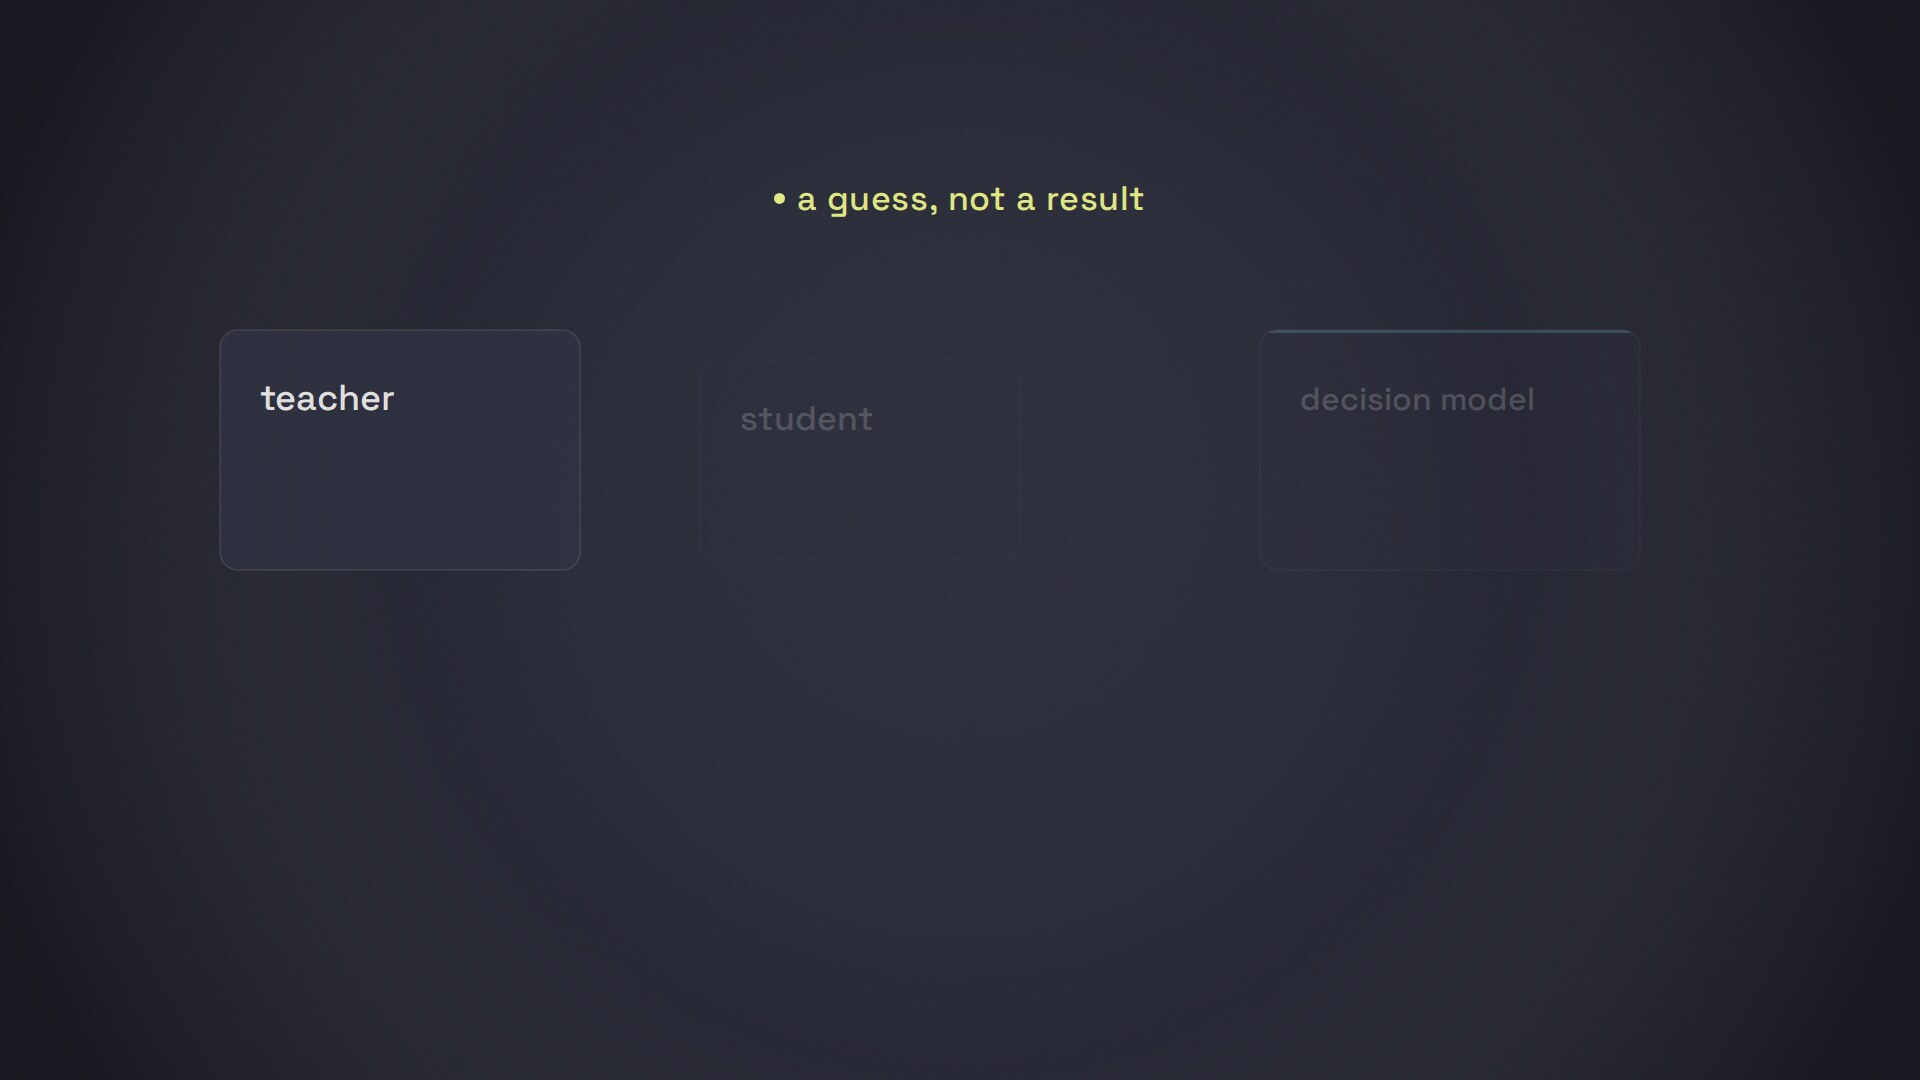 • a guess, not a result
teacher
student
decision model